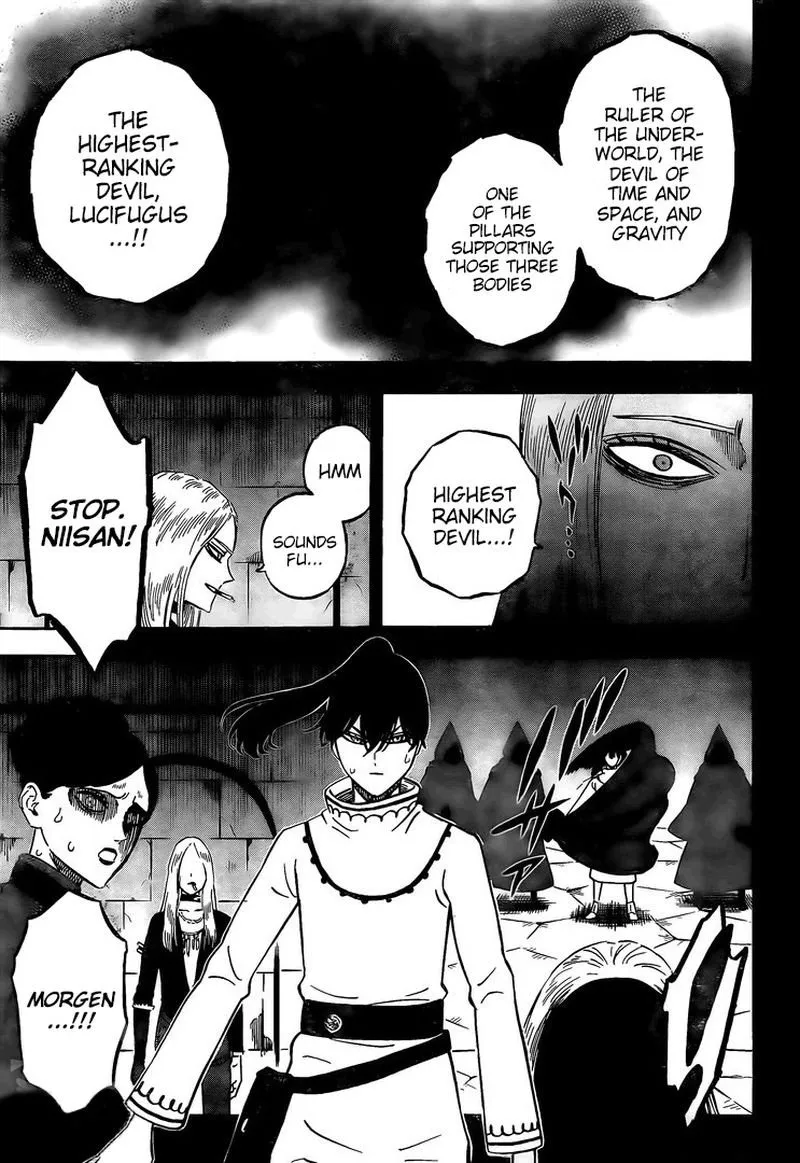 THE
RULER OF
THE UNDER-
WORLD, THE
DEVIL OF
TIME AND
SPACE, AND
GRAVITY
ONE
OF THE
PILLARS
SUPPORTING
THOSE THREE
BODIES
THE
HIGHEST-
RANKING
DEVIL,
LUCIFUGUS
...!!
HIGHEST
RANKING
DEVIL...!
HMM
SOUNDS
FU...
STOP.
NIISAN!
MORGEN
...!!!